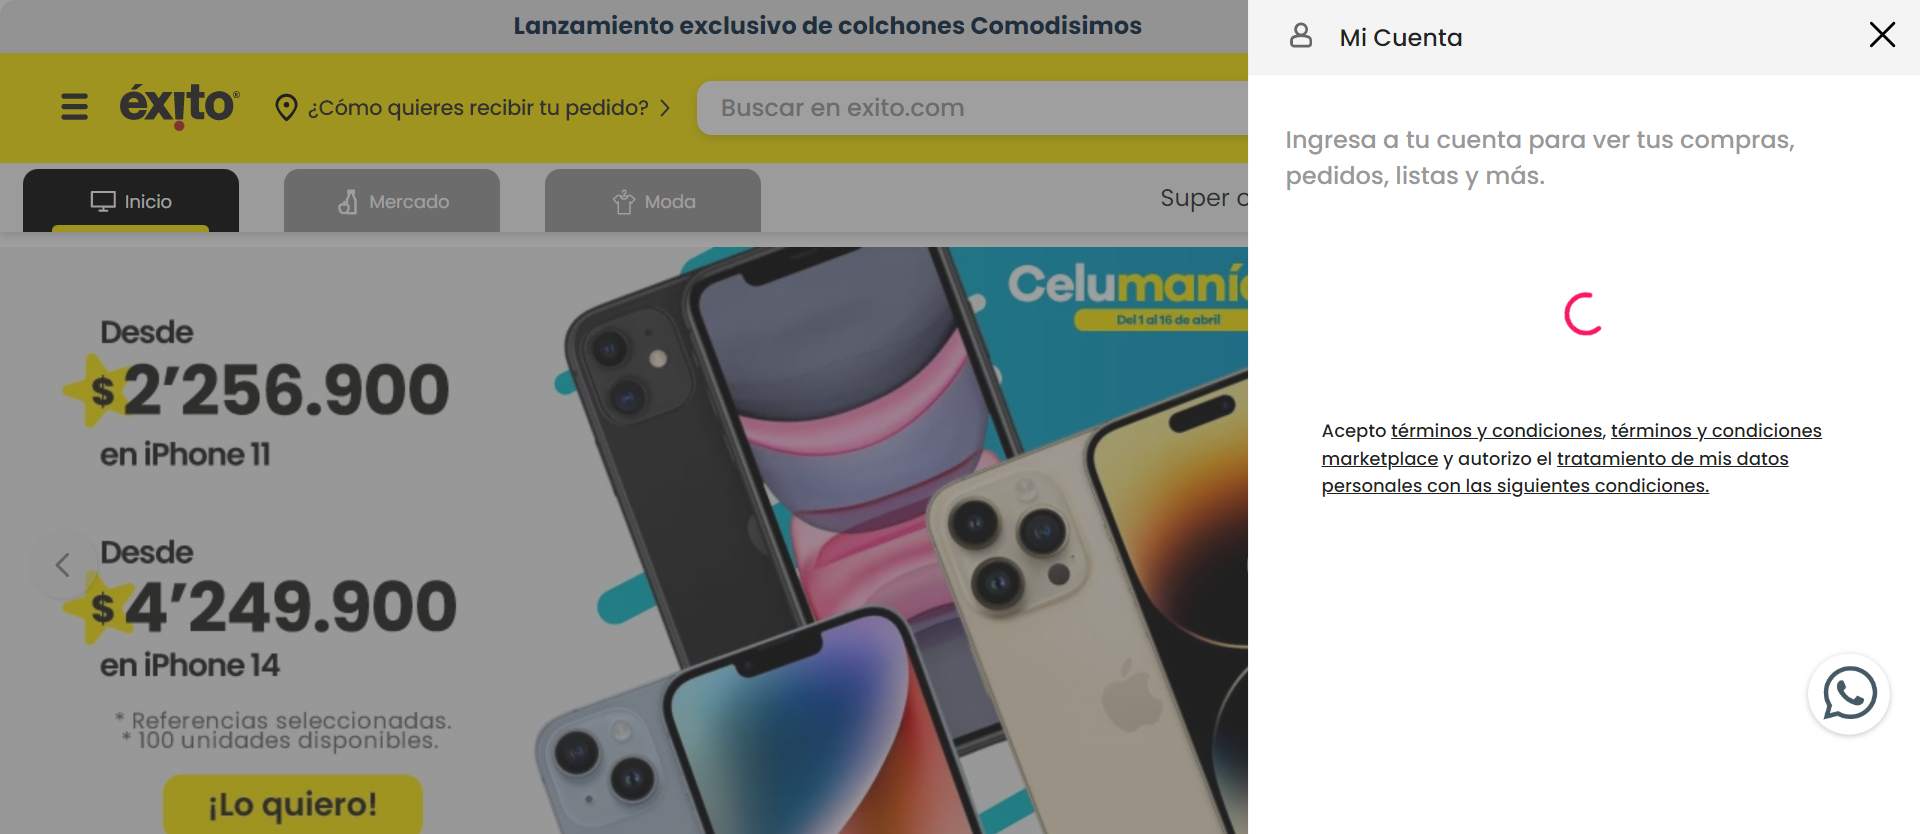 Lanzamiento exclusivo de colchones Comodisimos
éxito®
¿Cómo quieres recibir tu pedido?
Buscar en exito.com
Inicio
Mercado
Moda
Super
Celumanía
Del 1 al 16 de abril
Desde
$2'256.900
en iPhone 11
Desde
$4'249.900
en iPhone 14
* Referencias seleccionadas.
* 100 unidades disponibles.
¡Lo quiero!
Mi Cuenta
Ingresa a tu cuenta para ver tus compras,
pedidos, listas y más.
Acepto términos y condiciones, términos y condiciones
marketplace y autorizo el tratamiento de mis datos
personales con las siguientes condiciones.